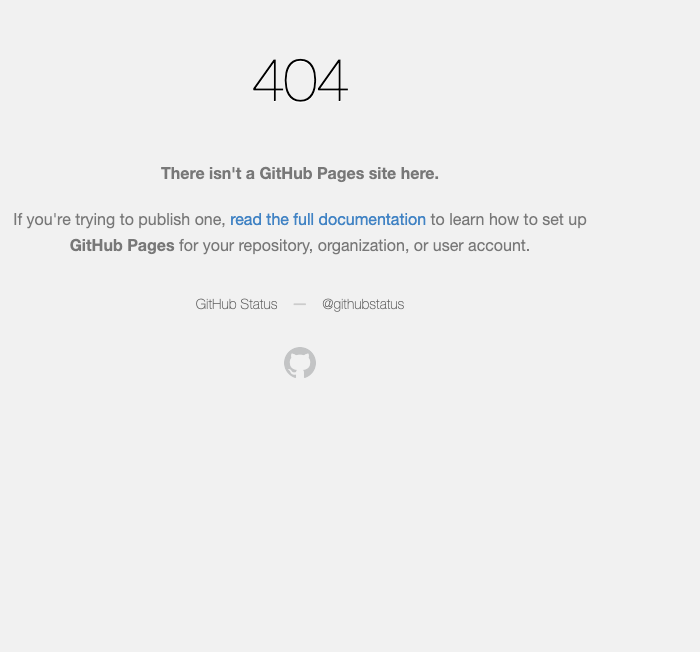 404
There isn't a GitHub Pages site here.
If you're trying to publish one, read the full documentation to learn how to set up
GitHub Pages for your repository, organization, or user account.
GitHub Status — @githubstatus